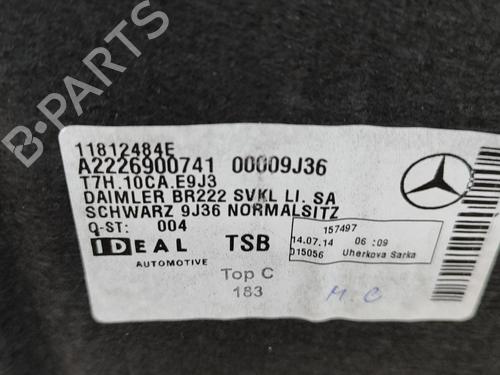 B-PARTS
11812484E
A2226900741 00009J36
T7H.10CA.E9J3
DAIMLER BR222 SVKL LI. SA
SCHWARZ 9J36 NORMALSITZ
Q-ST: 004
IDEAL
AUTOMOTIVE
TSB
157497
14.07.14 06:09
015056 Uherkova Sarka
Top C
183
M.C